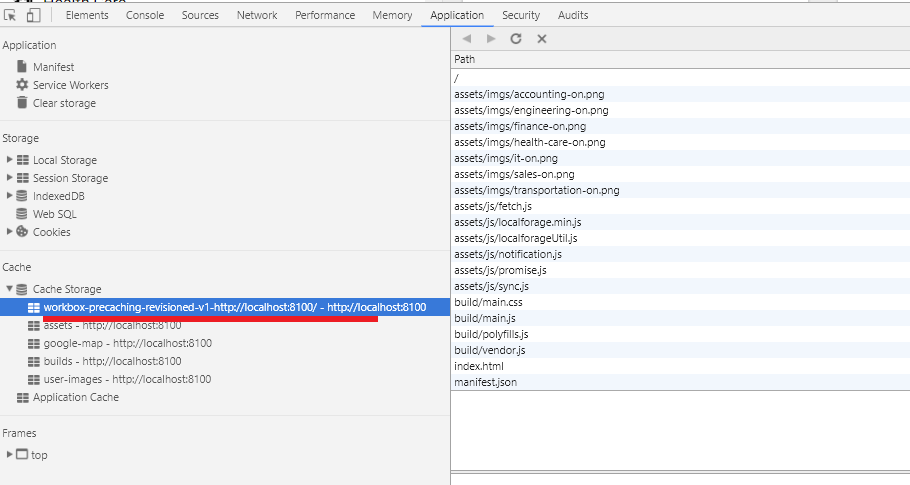 Elements Console Sources Network Performance Memory Application Security Audits
Application
Manifest
Service Workers
Clear storage
Storage
Local Storage
Session Storage
IndexedDB
Web SQL
Cookies
Cache
Cache Storage
workbox-precaching-revisioned-v1-http://localhost:8100/ - http://localhost:8100
assets - http://localhost:8100
google-map - http://localhost:8100
builds - http://localhost:8100
user-images - http://localhost:8100
Application Cache
Frames
top
Path
/
assets/imgs/accounting-on.png
assets/imgs/engineering-on.png
assets/imgs/finance-on.png
assets/imgs/health-care-on.png
assets/imgs/it-on.png
assets/imgs/sales-on.png
assets/imgs/transportation-on.png
assets/js/fetch.js
assets/js/localforage.min.js
assets/js/localforageUtil.js
assets/js/notification.js
assets/js/promise.js
assets/js/sync.js
build/main.css
build/main.js
build/polyfills.js
build/vendor.js
index.html
manifest.json